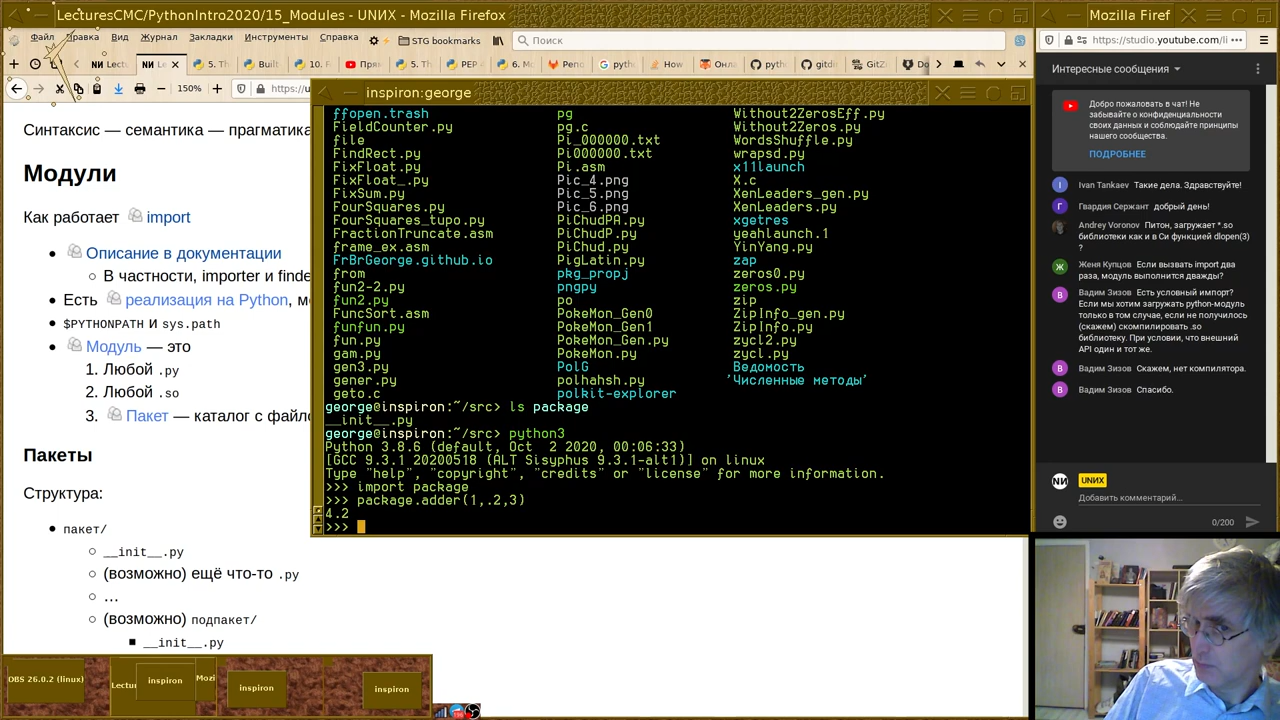 LecturesCMC/PythonIntro2020/15_Modules - UNИX - Mozilla Firefox
Mozilla Firef
Файл Правка Вид Журнал Закладки Инструменты Справка
STG bookmarks
Поиск
https://studio.youtube.com/li
150%
Интересные сообщения
inspiron:george
Синтаксис — семантика — прагматика
Модули
Как работает import
Описание в документации
В частности, importer и finde
Есть реализация на Python, м
$PYTHONPATH и sys.path
Модуль — это
1. Любой .py
2. Любой .so
3. Пакет — каталог с файло
Пакеты
Структура:
пакет/
__init__.py
(возможно) ещё что-то .py
...
(возможно) подпакет/
__init__.py
ffopen.trash pg Without2ZerosEff.py
FieldCounter.py pg.c Without2Zeros.py
file Pi_000000.txt WordsShuffle.py
FindRect.py Pi000000.txt wrapsd.py
FixFloat.py Pi.asm x11launch
FixFloat_.py Pic_4.png X.c
FixSum.py Pic_5.png XenLeaders_gen.py
FourSquares.py Pic_6.png XenLeaders.py
FourSquares_tupo.py PiChudPA.py xgetres
FractionTruncate.asm PiChudP.py yeahlaunch.1
frame_ex.asm PiChud.py YinYang.py
FrBrGeorge.github.io PigLatin.py zap
from pkg_propj zeros0.py
fun2-2.py pngpy zeros.py
fun2.py po zip
FuncSort.asm PokeMon_Gen0 ZipInfo_gen.py
funfun.py PokeMon_Gen1 ZipInfo.py
fun.py PokeMon_Gen.py zycl2.py
gam.py PokeMon.py zycl.py
gen3.py PolG Ведомость
gener.py polhahsh.py 'Численные методы'
geto.c polkit-explorer
george@inspiron:~/src> ls package
__init__.py
george@inspiron:~/src> python3
Python 3.8.6 (default, Oct 2 2020, 00:06:33)
[GCC 9.3.1 20200518 (ALT Sisyphus 9.3.1-alt1)] on linux
Type "help", "copyright", "credits" or "license" for more information.
>>> import package
>>> package.adder(1,.2,3)
4.2
>>>
Добро пожаловать в чат! Не
забывайте о конфиденциальности
своих данных и соблюдайте принципы
нашего сообщества.
ПОДРОБНЕЕ
Ivan Tankaev Такие дела. Здравствуйте!
Гвардия Сержант добрый день!
Andrey Voronov Питон, загружает *.so
библиотеки как и в Си функцией dlopen(3)
?
Женя Купцов Если вызвать import два
раза, модуль выполнится дважды?
Вадим Зизов Есть условный импорт?
Если мы хотим загружать python-модуль
только в том случае, если не получилось
(скажем) скомпилировать .so
библиотеку. При условии, что внешний
API один и тот же.
Вадим Зизов Скажем, нет компилятора.
Вадим Зизов Спасибо.
UNИX
Добавить комментарий...
0/200
OBS 26.0.2 (linux)
Lectur
inspiron
Mozi
inspiron
inspiron